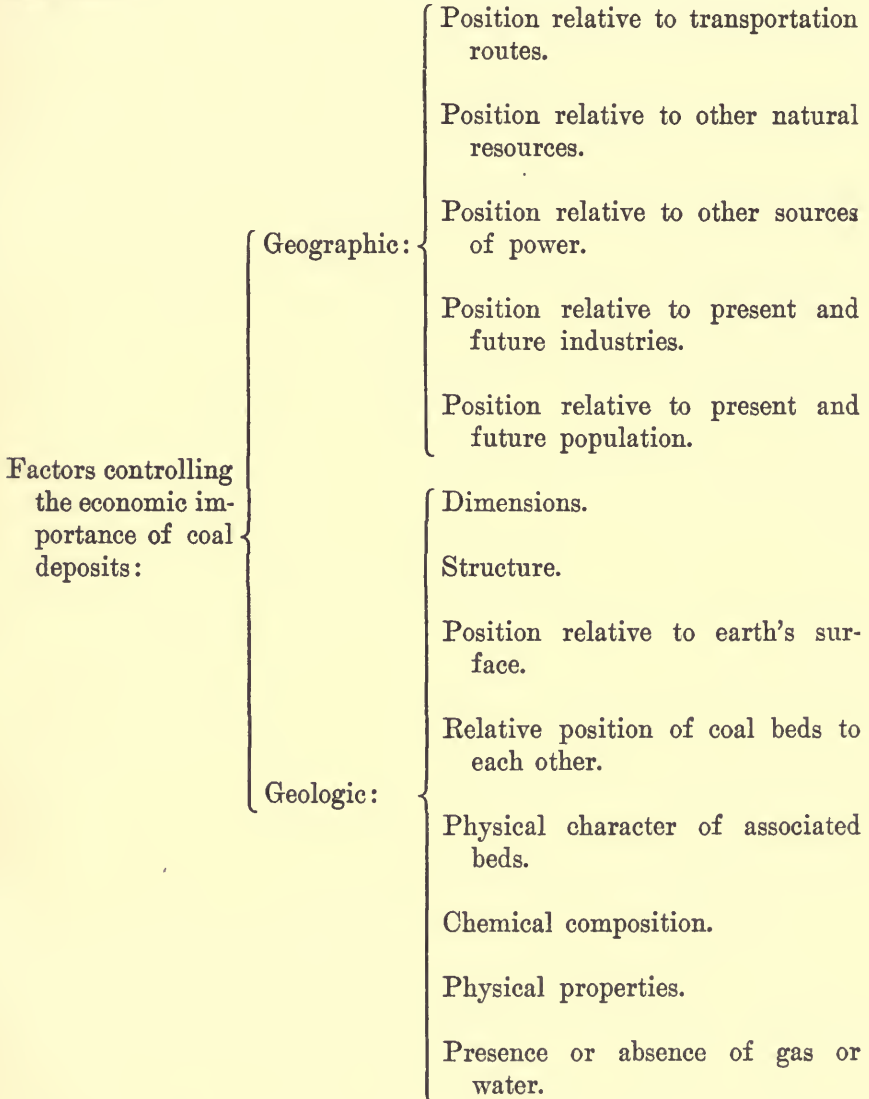 Factors controlling
the economic im-
portance of coal
deposits:
Geographic:
Position relative to transportation
routes.
Position relative to other natural
resources.
Position relative to other sources
of power.
Position relative to present and
future industries.
Position relative to present and
future population.
Geologic:
Dimensions.
Structure.
Position relative to earth's sur-
face.
Relative position of coal beds to
each other.
Physical character of associated
beds.
Chemical composition.
Physical properties.
Presence or absence of gas or
water.